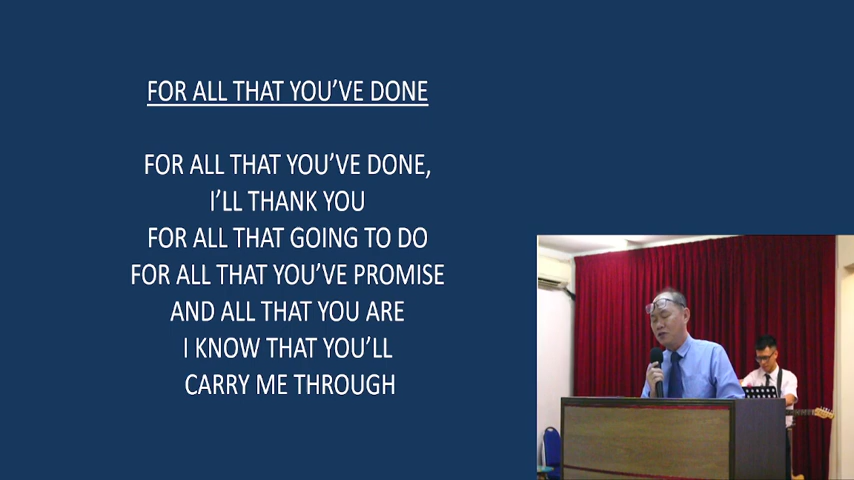 FOR ALL THAT YOU'VE DONE
FOR ALL THAT YOU'VE DONE,
I'LL THANK YOU
FOR ALL THAT GOING TO DO
FOR ALL THAT YOU'VE PROMISE
AND ALL THAT YOU ARE
I KNOW THAT YOU'LL
CARRY ME THROUGH